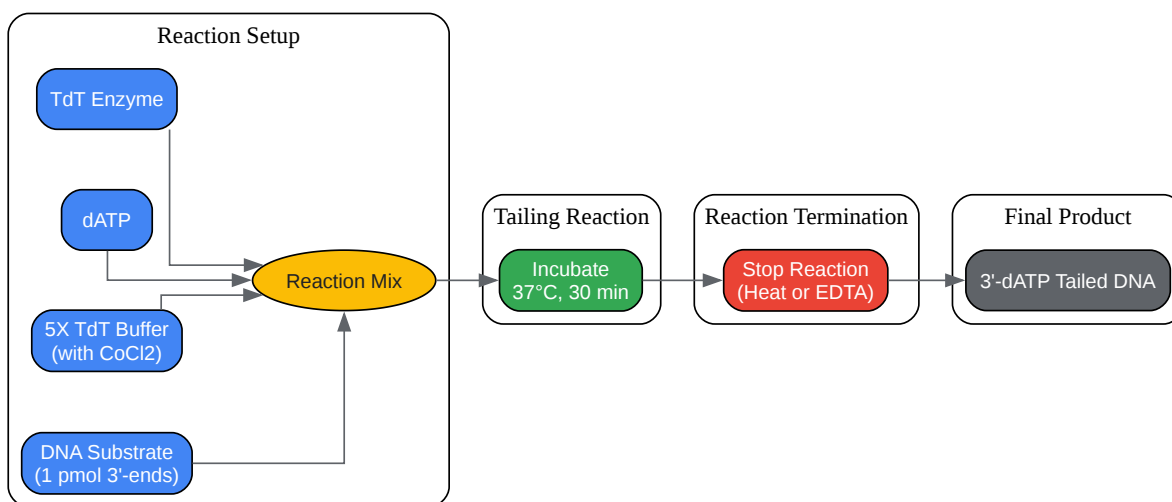 Reaction Setup
TdT Enzyme
dATP
5X TdT Buffer
(with CoCl2)
DNA Substrate
(1 pmol 3'-ends)
Reaction Mix
Tailing Reaction
Incubate
37°C, 30 min
Reaction Termination
Stop Reaction
(Heat or EDTA)
Final Product
3'-dATP Tailed DNA